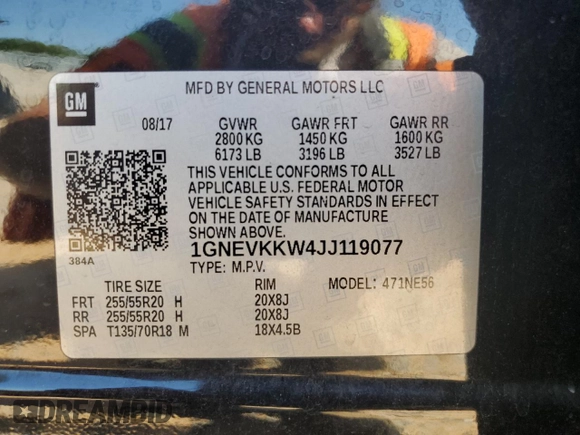 MFD BY GENERAL MOTORS LLC
GM
08/17 GVWR GAWR FRT GAWR RR
2800 KG 1450 KG 1600 KG
6173 LB 3196 LB 3527 LB
THIS VEHICLE CONFORMS TO ALL
APPLICABLE U.S. FEDERAL MOTOR
VEHICLE SAFETY STANDARDS IN EFFECT
ON THE DATE OF MANUFACTURE
SHOWN ABOVE.
384A
1GNEVKKW4JJ119077
TYPE: M.P.V.
TIRE SIZE RIM MODEL: 471NE56
FRT 255/55R20 H 20X8J
RR 255/55R20 H 20X8J
SPA T135/70R18 M 18X4.5B
DREAMBID